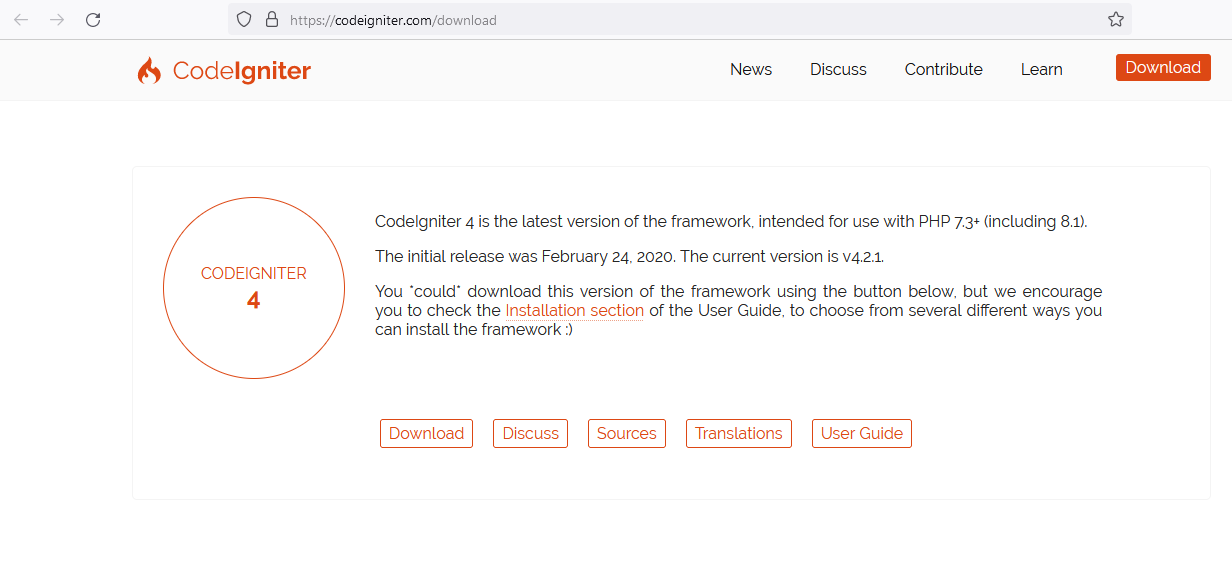 https://codeigniter.com/download
CodeIgniter
News
Discuss
Contribute
Learn
Download
CODEIGNITER
4
CodeIgniter 4 is the latest version of the framework, intended for use with PHP 7.3+ (including 8.1).
The initial release was February 24, 2020. The current version is v4.2.1.
You *could* download this version of the framework using the button below, but we encourage
you to check the Installation section of the User Guide, to choose from several different ways you
can install the framework :)
Download
Discuss
Sources
Translations
User Guide